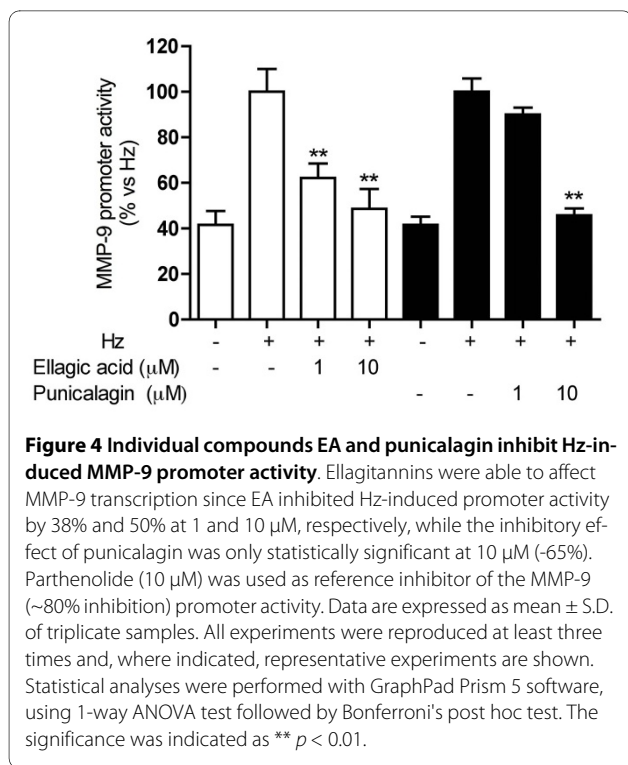 120
100
80
60
40
20
0
MMP-9 promoter activity
(% vs Hz)
** ** **
Hz - + + + - + + +
Ellagic acid (μM) - - 1 10
Punicalagin (μM) - - 1 10
Figure 4 Individual compounds EA and punicalagin inhibit Hz-in-
duced MMP-9 promoter activity. Ellagitannins were able to affect
MMP-9 transcription since EA inhibited Hz-induced promoter activity
by 38% and 50% at 1 and 10 μM, respectively, while the inhibitory ef-
fect of punicalagin was only statistically significant at 10 μM (-65%).
Parthenolide (10 μM) was used as reference inhibitor of the MMP-9
(~80% inhibition) promoter activity. Data are expressed as mean ± S.D.
of triplicate samples. All experiments were reproduced at least three
times and, where indicated, representative experiments are shown.
Statistical analyses were performed with GraphPad Prism 5 software,
using 1-way ANOVA test followed by Bonferroni's post hoc test. The
significance was indicated as ** p < 0.01.